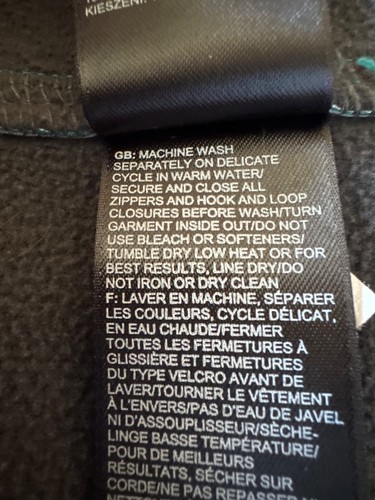 KIESZENI.
GB: MACHINE WASH
SEPARATELY ON DELICATE
CYCLE IN WARM WATER/
SECURE AND CLOSE ALL
ZIPPERS AND HOOK AND LOOP
CLOSURES BEFORE WASH/TURN
GARMENT INSIDE OUT/DO NOT
USE BLEACH OR SOFTENERS/
TUMBLE DRY LOW HEAT OR FOR
BEST RESULTS, LINE DRY/DO
NOT IRON OR DRY CLEAN
F: LAVER EN MACHINE, SÉPARER
LES COULEURS, CYCLE DÉLICAT,
EN EAU CHAUDE/FERMER
TOUTES LES FERMETURES À
GLISSIÈRE ET FERMETURES
DU TYPE VELCRO AVANT DE
LAVER/TOURNER LE VÊTEMENT
À L'ENVERS/PAS D'EAU DE JAVEL
NI D'ASSOUPLISSEUR/SÈCHE-
LINGE BASSE TEMPÉRATURE/
POUR DE MEILLEURS
RÉSULTATS, SÉCHER SUR
CORDE/NE PAS REPASSER